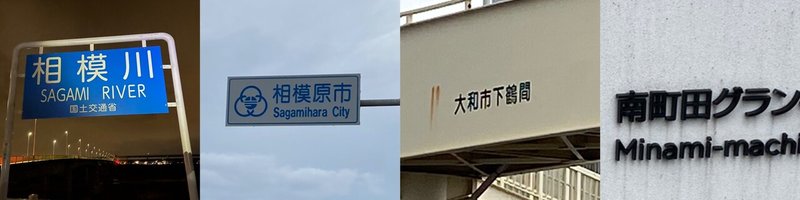 相模川
SAGAMI RIVER
国土交通省
相模原市
Sagamihara City
大和市下鶴間
南町田グラン
Minami-machi